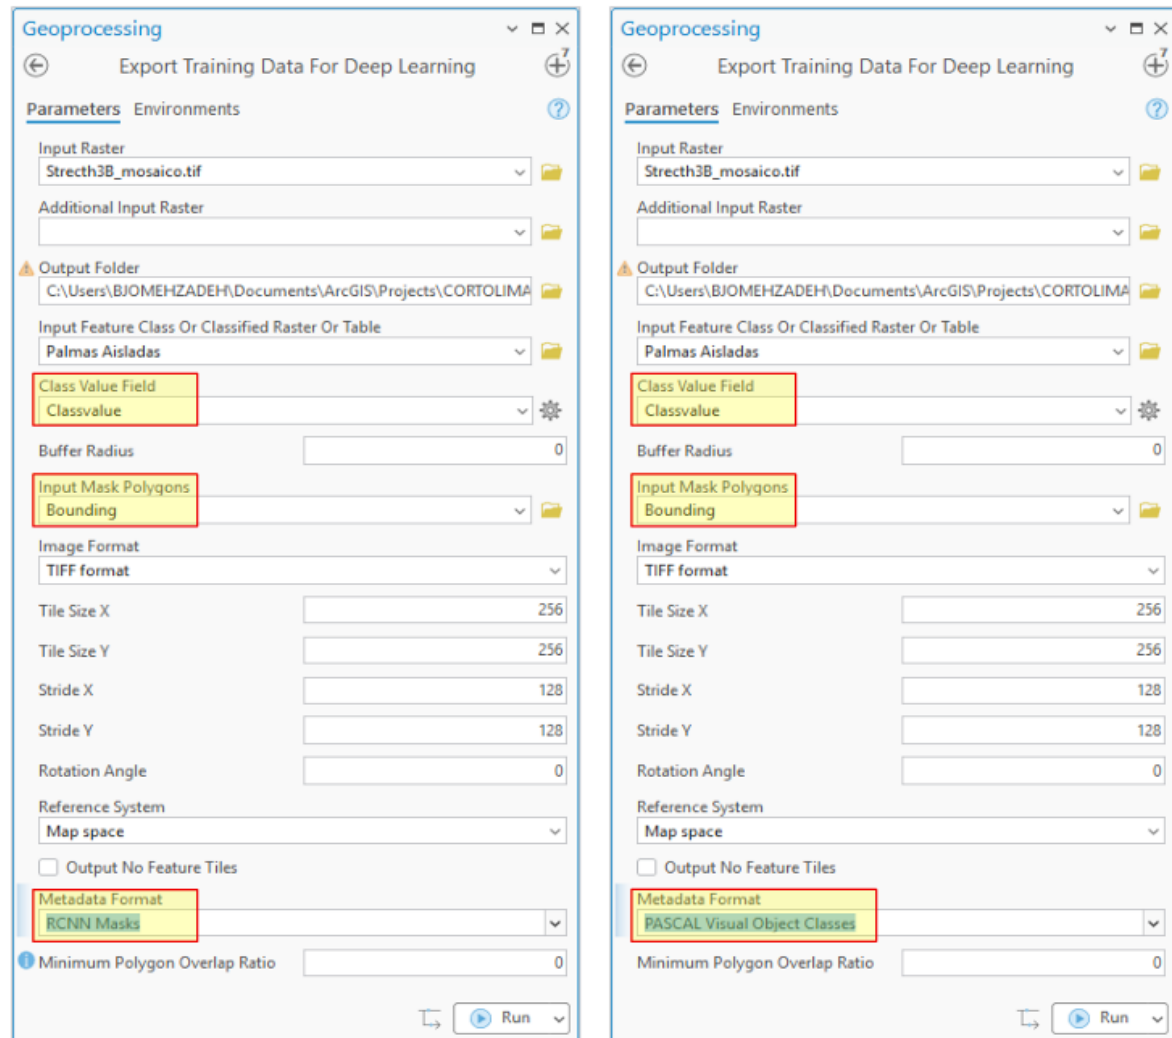 Geoprocessing
Export Training Data For Deep Learning
7
Parameters Environments
?
Input Raster
Strecth3B_mosaico.tif
Additional Input Raster
Output Folder
C:\Users\BJOMEHZADEH\Documents\ArcGIS\Projects\CORTOLIMA
Input Feature Class Or Classified Raster Or Table
Palmas Aisladas
Class Value Field
Classvalue
Buffer Radius 0
Input Mask Polygons
Bounding
Image Format
TIFF format
Tile Size X 256
Tile Size Y 256
Stride X 128
Stride Y 128
Rotation Angle 0
Reference System
Map space
Output No Feature Tiles
Metadata Format
RCNN Masks
Minimum Polygon Overlap Ratio 0
Run
Geoprocessing
Export Training Data For Deep Learning
7
Parameters Environments
?
Input Raster
Strecth3B_mosaico.tif
Additional Input Raster
Output Folder
C:\Users\BJOMEHZADEH\Documents\ArcGIS\Projects\CORTOLIMA
Input Feature Class Or Classified Raster Or Table
Palmas Aisladas
Class Value Field
Classvalue
Buffer Radius 0
Input Mask Polygons
Bounding
Image Format
TIFF format
Tile Size X 256
Tile Size Y 256
Stride X 128
Stride Y 128
Rotation Angle 0
Reference System
Map space
Output No Feature Tiles
Metadata Format
PASCAL Visual Object Classes
Minimum Polygon Overlap Ratio 0
Run